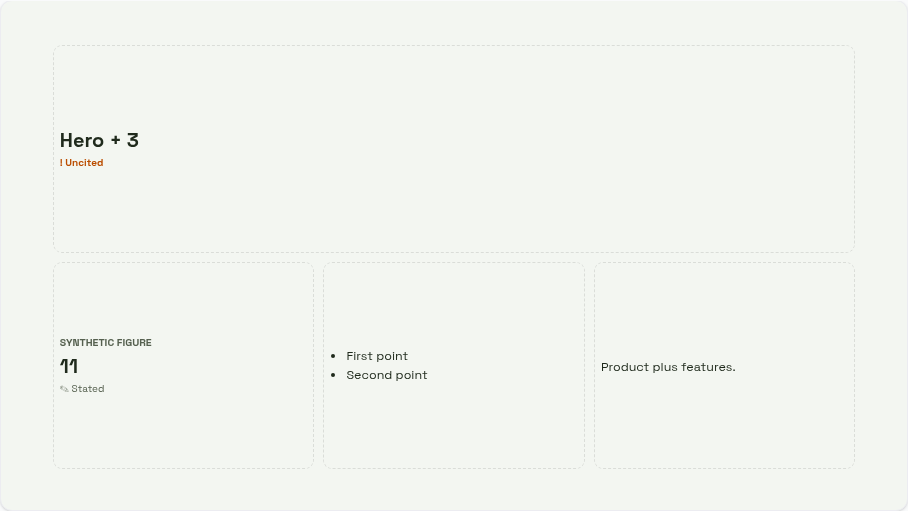 Hero + 3
! Uncited
SYNTHETIC FIGURE
11
✎ Stated
• First point
• Second point
Product plus features.